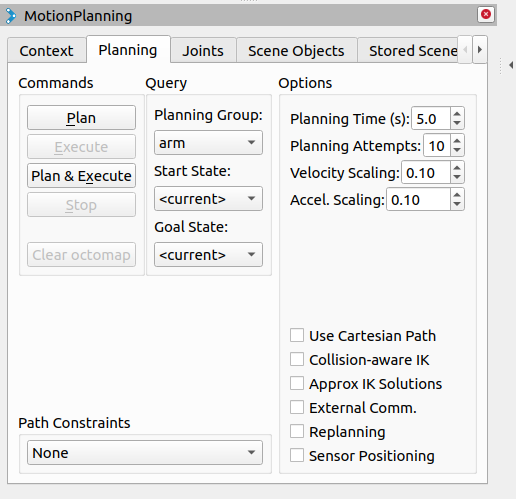 MotionPlanning
Context Planning Joints Scene Objects Stored Scene
Commands
Plan
Execute
Plan & Execute
Stop
Clear octomap
Query
Planning Group:
arm
Start State:
<current>
Goal State:
<current>
Options
Planning Time (s): 5.0
Planning Attempts: 10
Velocity Scaling: 0.10
Accel. Scaling: 0.10
Use Cartesian Path
Collision-aware IK
Approx IK Solutions
External Comm.
Replanning
Sensor Positioning
Path Constraints
None